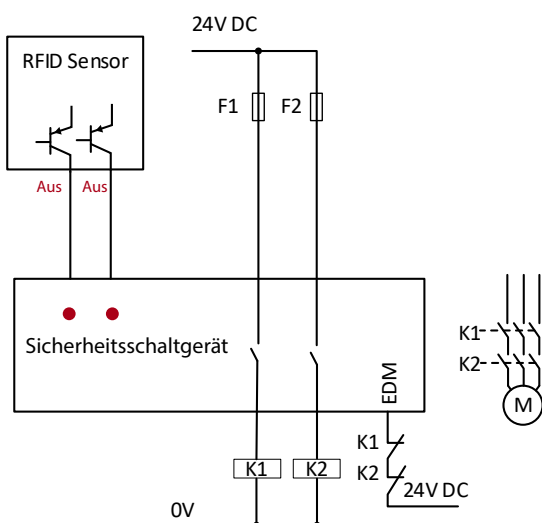 24V DC
RFID Sensor
F1
F2
Aus
Aus
Sicherheitsschaltgerät
EDM
K1
K2
M
K1
K2
K1
K2
24V DC
0V